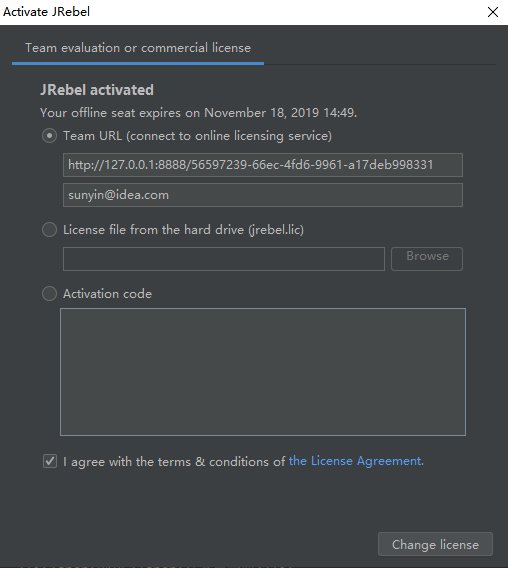 Activate JRebel
Team evaluation or commercial license
JRebel activated
Your offline seat expires on November 18, 2019 14:49.
Team URL (connect to online licensing service)
http://127.0.0.1:8888/56597239-66ec-4fd6-9961-a17deb998331
sunyin@idea.com
License file from the hard drive (jrebel.lic)
Browse
Activation code
I agree with the terms & conditions of the License Agreement.
Change license